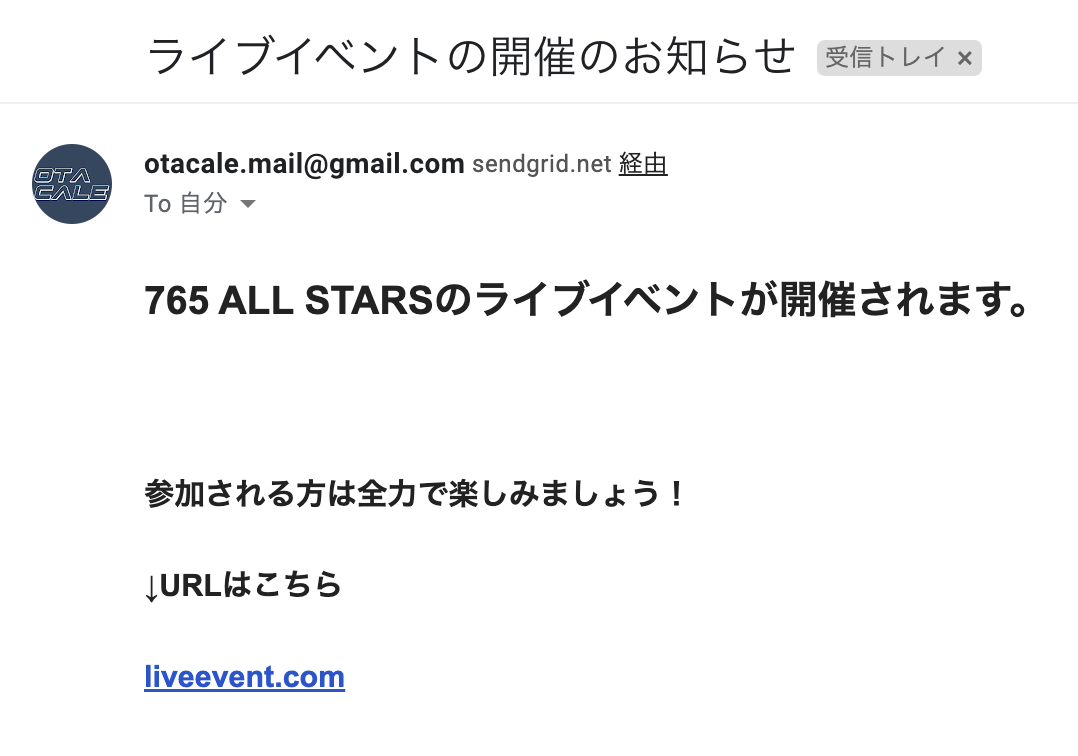 ライブイベントの開催のお知らせ 受信トレイ ×
OTA
CALE
otacale.mail@gmail.com sendgrid.net 経由
To 自分
765 ALL STARSのライブイベントが開催されます。
参加される方は全力で楽しみましょう！
↓URLはこちら
liveevent.com